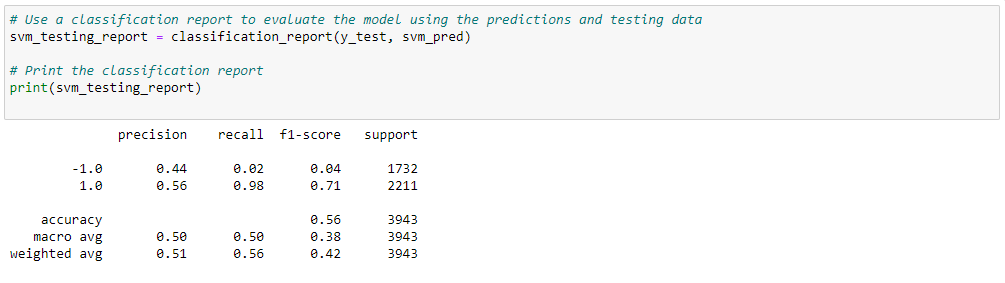 # Use a classification report to evaluate the model using the predictions and testing data
svm_testing_report = classification_report(y_test, svm_pred)
# Print the classification report
print(svm_testing_report)
precision recall f1-score support
-1.0 0.44 0.02 0.04 1732
1.0 0.56 0.98 0.71 2211
accuracy 0.56 3943
macro avg 0.50 0.50 0.38 3943
weighted avg 0.51 0.56 0.42 3943